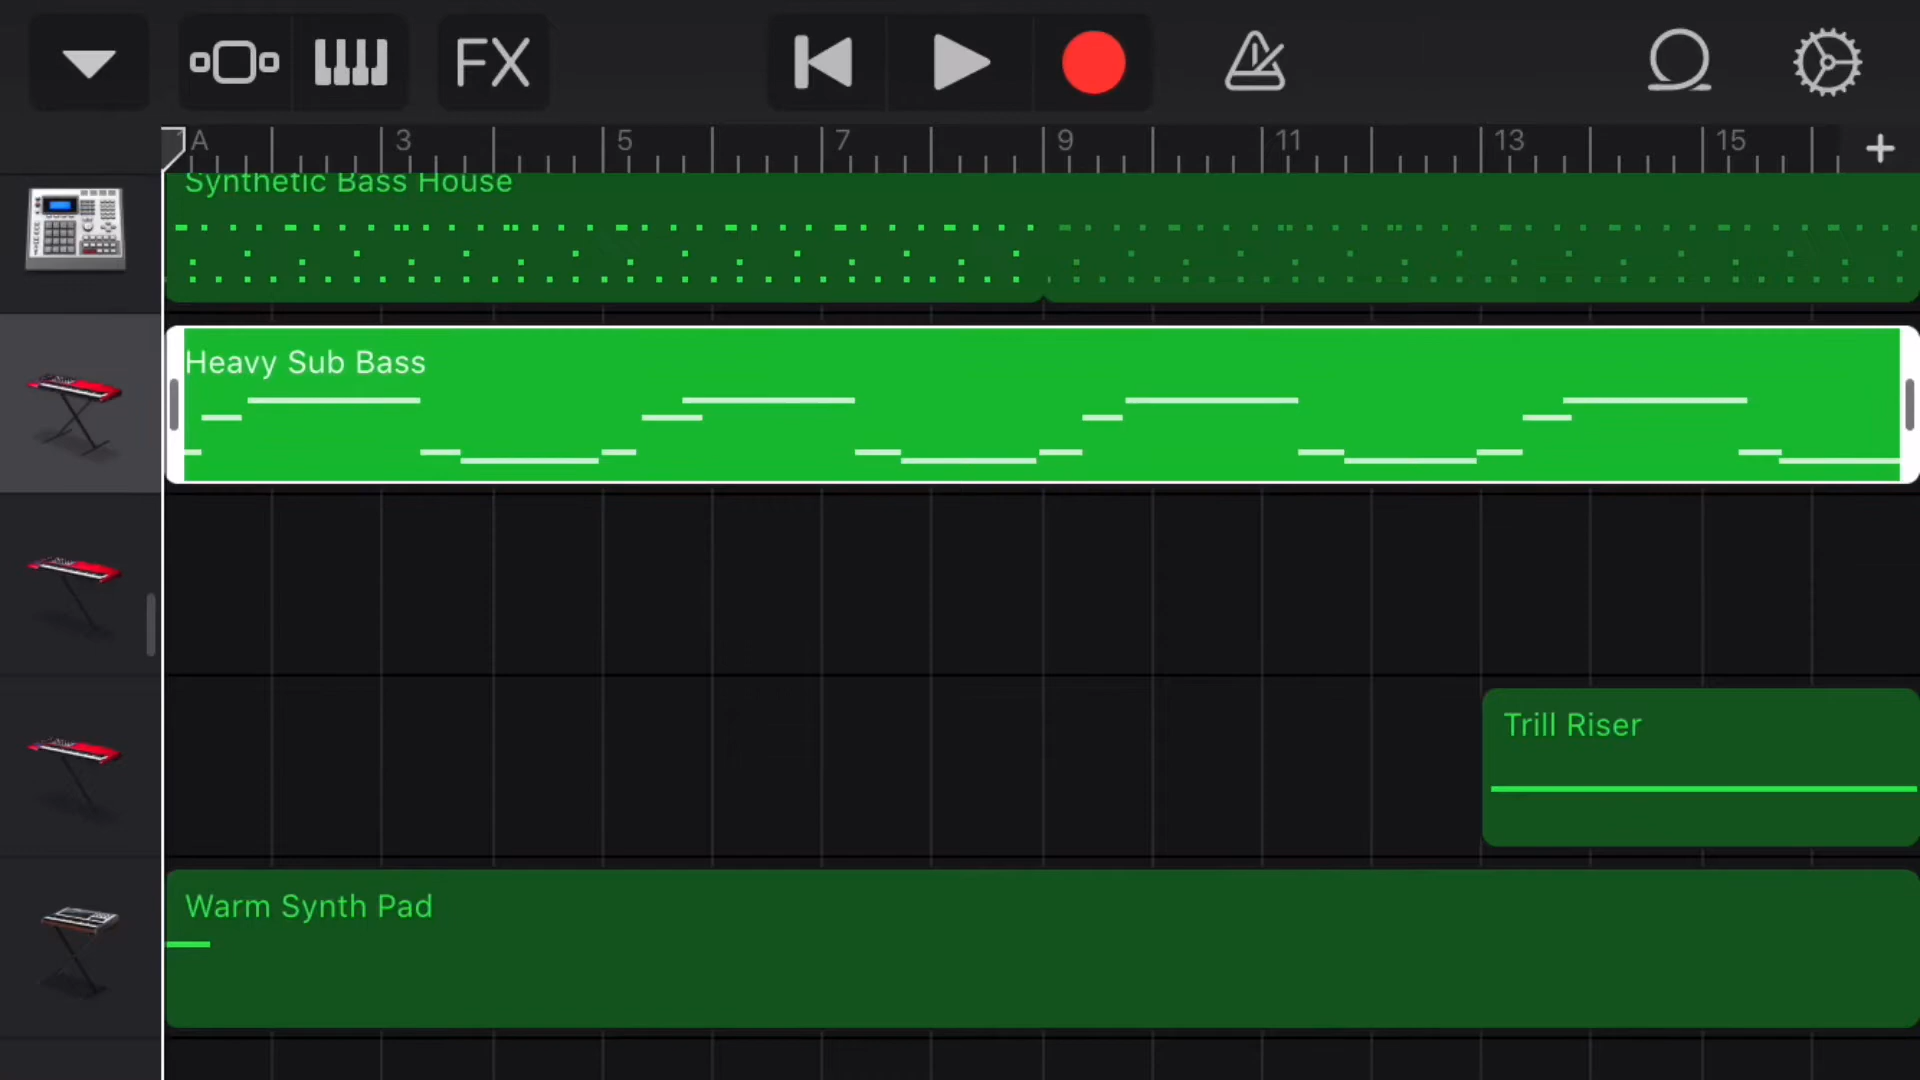 FX
A 3 5 7 9 11 13 15 +
Synthetic Bass House
Heavy Sub Bass
Trill Riser
Warm Synth Pad